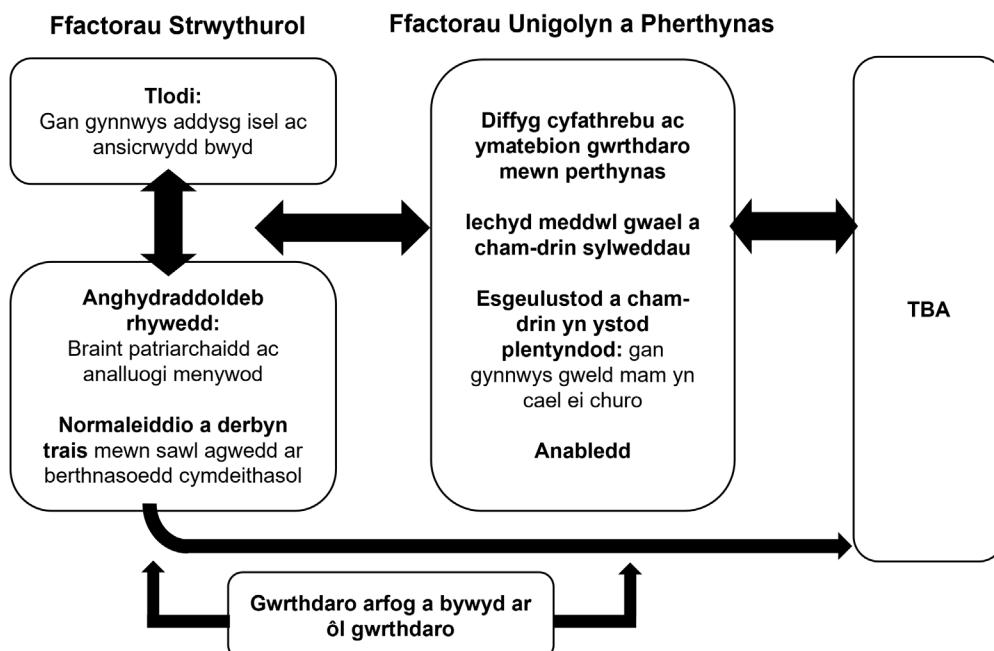 Ffactorau Strwythurol
Tlodi:
Gan gynnwys addysg isel ac
ansicrwydd bwyd
Anghydraddoldeb
rhywedd:
Braint patriarchaidd ac
analluogi menywod
Normaleiddio a derbyn
trais mewn sawl agwedd ar
berthnasoedd cymdeithasol
Ffactorau Unigolyn a Pherthynas
Diffyg cyfathrebu ac
ymatebion gwrthdaro
mewn perthynas
Iechyd meddwl gwael a
cham-drin sylweddau
Esgeulustod a cham-
drin yn ystod
plentyndod: gan
gynnwys gweld mam yn
cael ei churo
Anabledd
TBA
Gwrthdaro arfog a bywyd ar
ôl gwrthdaro